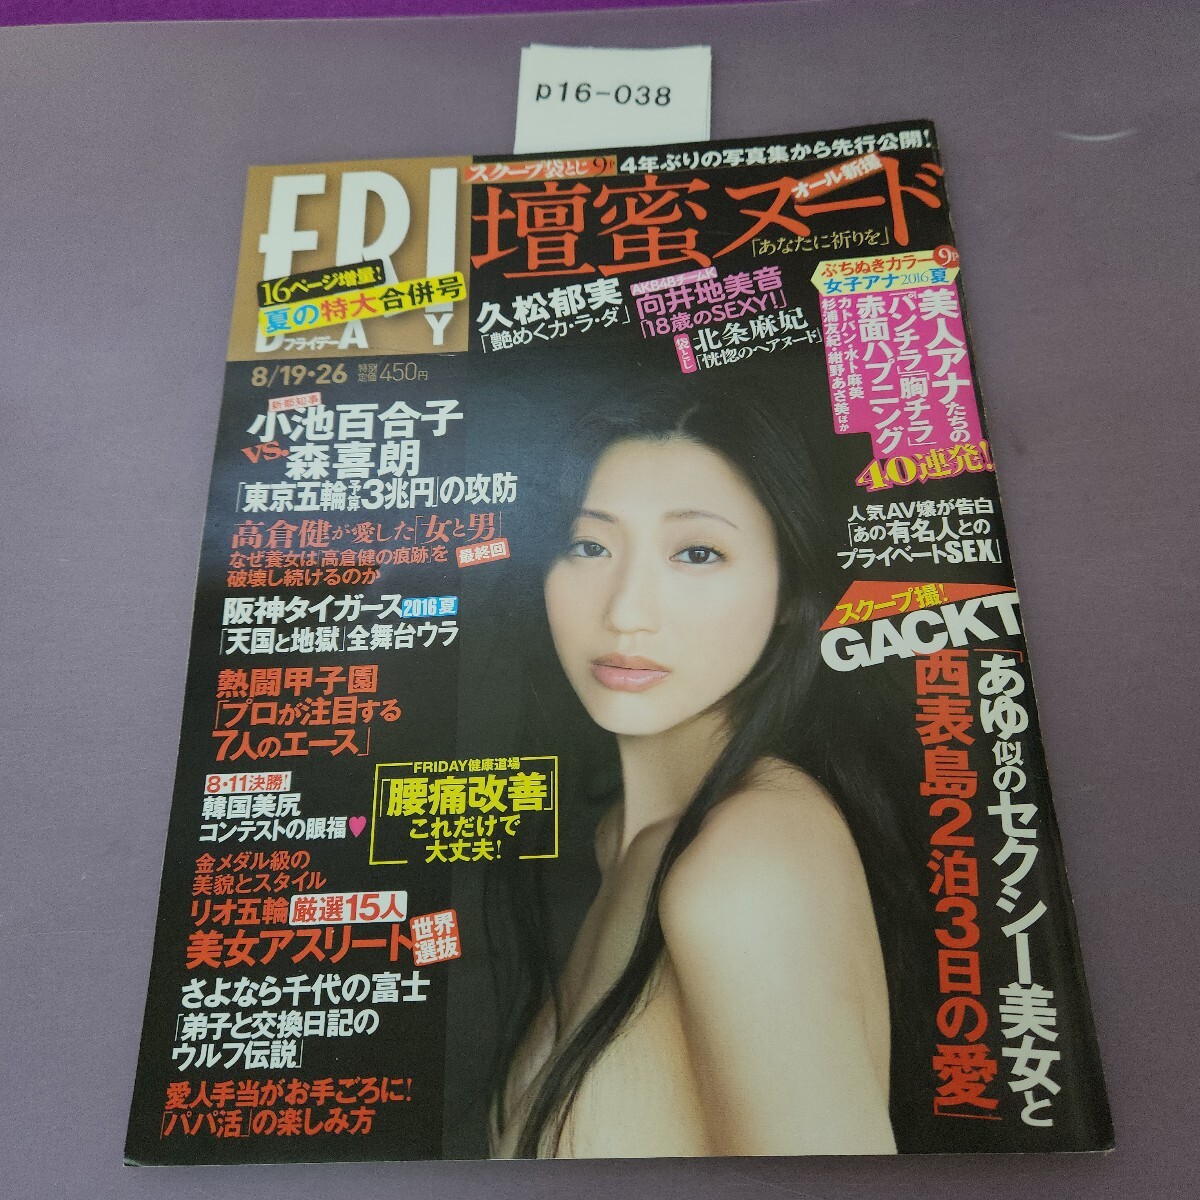 p16-038
スクープ袋とじ9P 4年ぶりの写真集から先行公開!
壇蜜ヌード
オール新撮
「あなたに祈りを」
FRI
DAY
フライデー
16ページ増量!
夏の特大合併号
8/19・26 特別定価450円
久松郁実
「艶めくカ・ラ・ダ」
AKB48チームK
向井地美音
「18歳のSEXY!」
袋とじ
北条麻妃
「恍惚のヘアヌード」
ぶちぬきカラー9P
女子アナ2016夏
美人アナたちの
「パンチラ」「胸チラ」
赤面ハプニング
カトパン・水卜麻美
杉浦友紀・紺野あさ美ほか
40連発!
新都知事
小池百合子
vs.森喜朗
「東京五輪予算3兆円」の攻防
高倉健が愛した「女と男」
なぜ養女は「高倉健の痕跡」を
破壊し続けるのか
最終回
阪神タイガース2016夏
「天国と地獄」全舞台ウラ
熱闘甲子園
「プロが注目する
7人のエース」
8・11決勝!
韓国美尻
コンテストの眼福♥
FRIDAY健康道場
「腰痛改善」
これだけで
大丈夫!
金メダル級の
美貌とスタイル
リオ五輪 厳選15人
美女アスリート 世界選抜
さよなら千代の富士
「弟子と交換日記の
ウルフ伝説」
愛人手当がお手ごろに!
「パパ活」の楽しみ方
人気AV嬢が告白
「あの有名人との
プライベートSEX」
スクープ撮!
GACKT
「あゆ似のセクシー美女と
西表島2泊3日の愛」